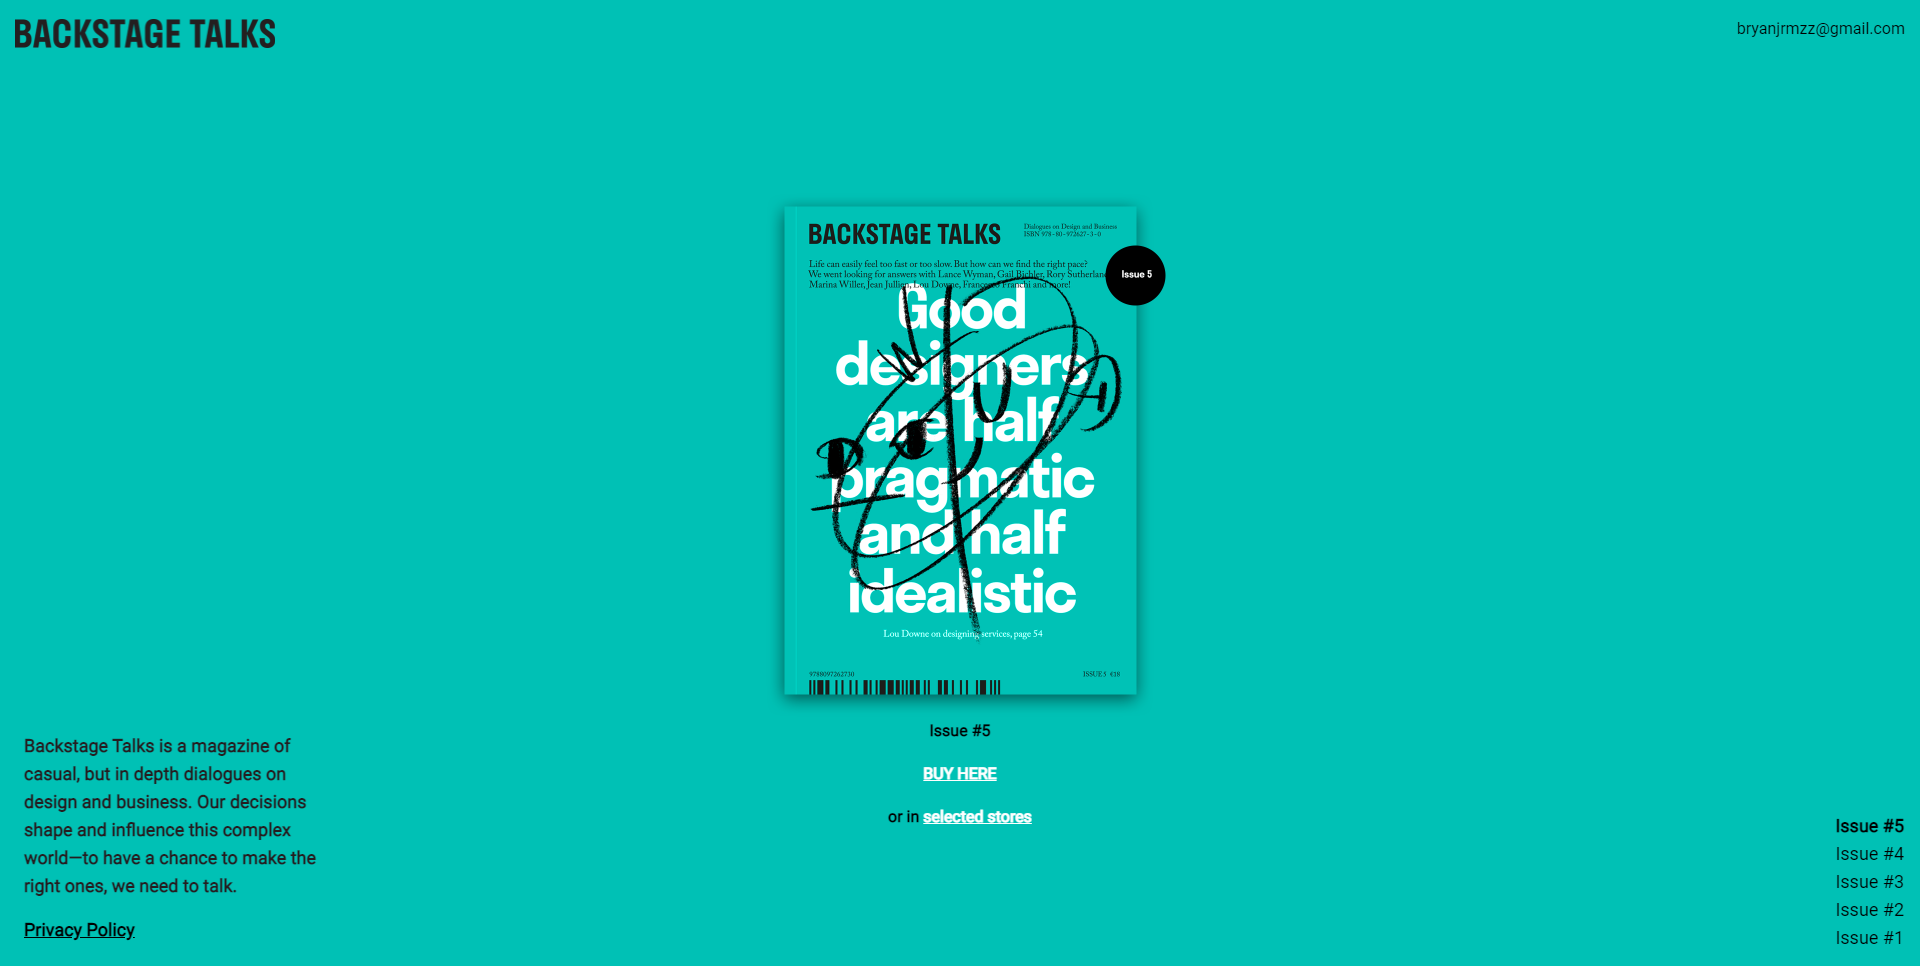 BACKSTAGE TALKS
bryanjrmzz@gmail.com
BACKSTAGE TALKS
Dialogues on Design and Business
ISBN 978-80-972627-3-0
Life can easily feel too fast or too slow. But how can we find the right pace?
We went looking for answers with Lance Wyman, Gail Bichler, Rory Sutherland
Marina Willer, Jean Jullien, Lou Downe, Francesco Franchi and more!
Issue 5
Good
designers
are half
pragmatic
and half
idealistic
Lou Downe on designing services, page 54
9788097262730
ISSUE 5 €18
Issue #5
BUY HERE
or in selected stores
Backstage Talks is a magazine of
casual, but in depth dialogues on
design and business. Our decisions
shape and influence this complex
world—to have a chance to make the
right ones, we need to talk.
Privacy Policy
Issue #5
Issue #4
Issue #3
Issue #2
Issue #1